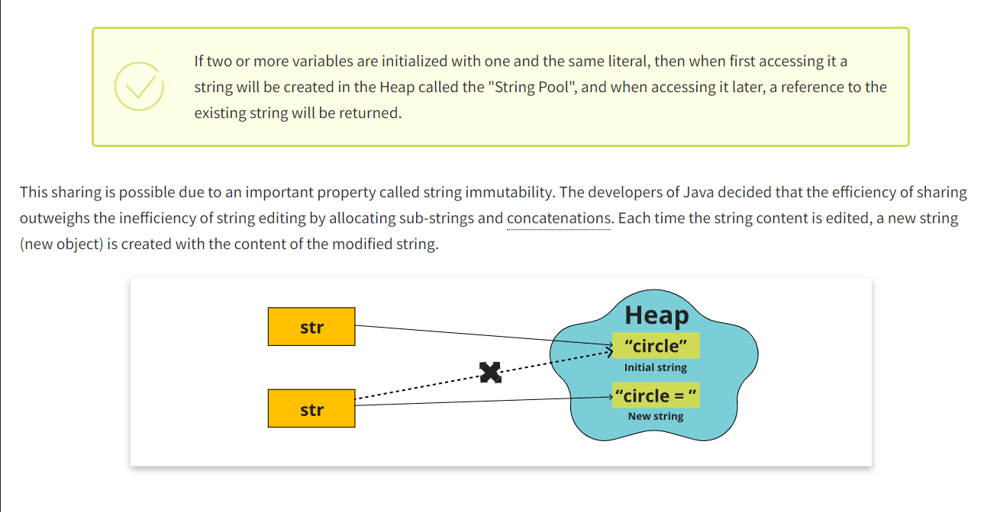 If two or more variables are initialized with one and the same literal, then when first accessing it a
string will be created in the Heap called the "String Pool", and when accessing it later, a reference to the
existing string will be returned.
This sharing is possible due to an important property called string immutability. The developers of Java decided that the efficiency of sharing
outweighs the inefficiency of string editing by allocating sub-strings and concatenations. Each time the string content is edited, a new string
(new object) is created with the content of the modified string.
str
Heap
“circle”
Initial string
str
“circle = ”
New string